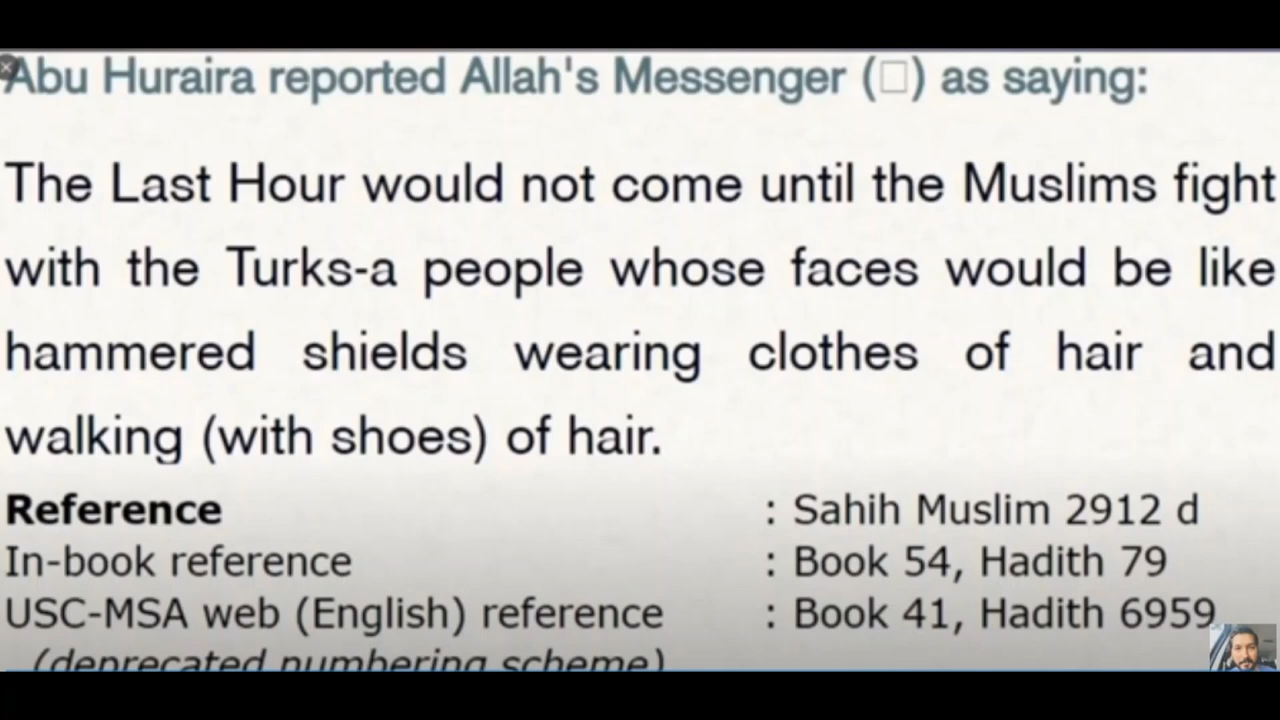 Abu Huraira reported Allah's Messenger (□) as saying:
The Last Hour would not come until the Muslims fight
with the Turks-a people whose faces would be like
hammered shields wearing clothes of hair and
walking (with shoes) of hair.
Reference : Sahih Muslim 2912 d
In-book reference : Book 54, Hadith 79
USC-MSA web (English) reference : Book 41, Hadith 6959
(deprecated numbering scheme)